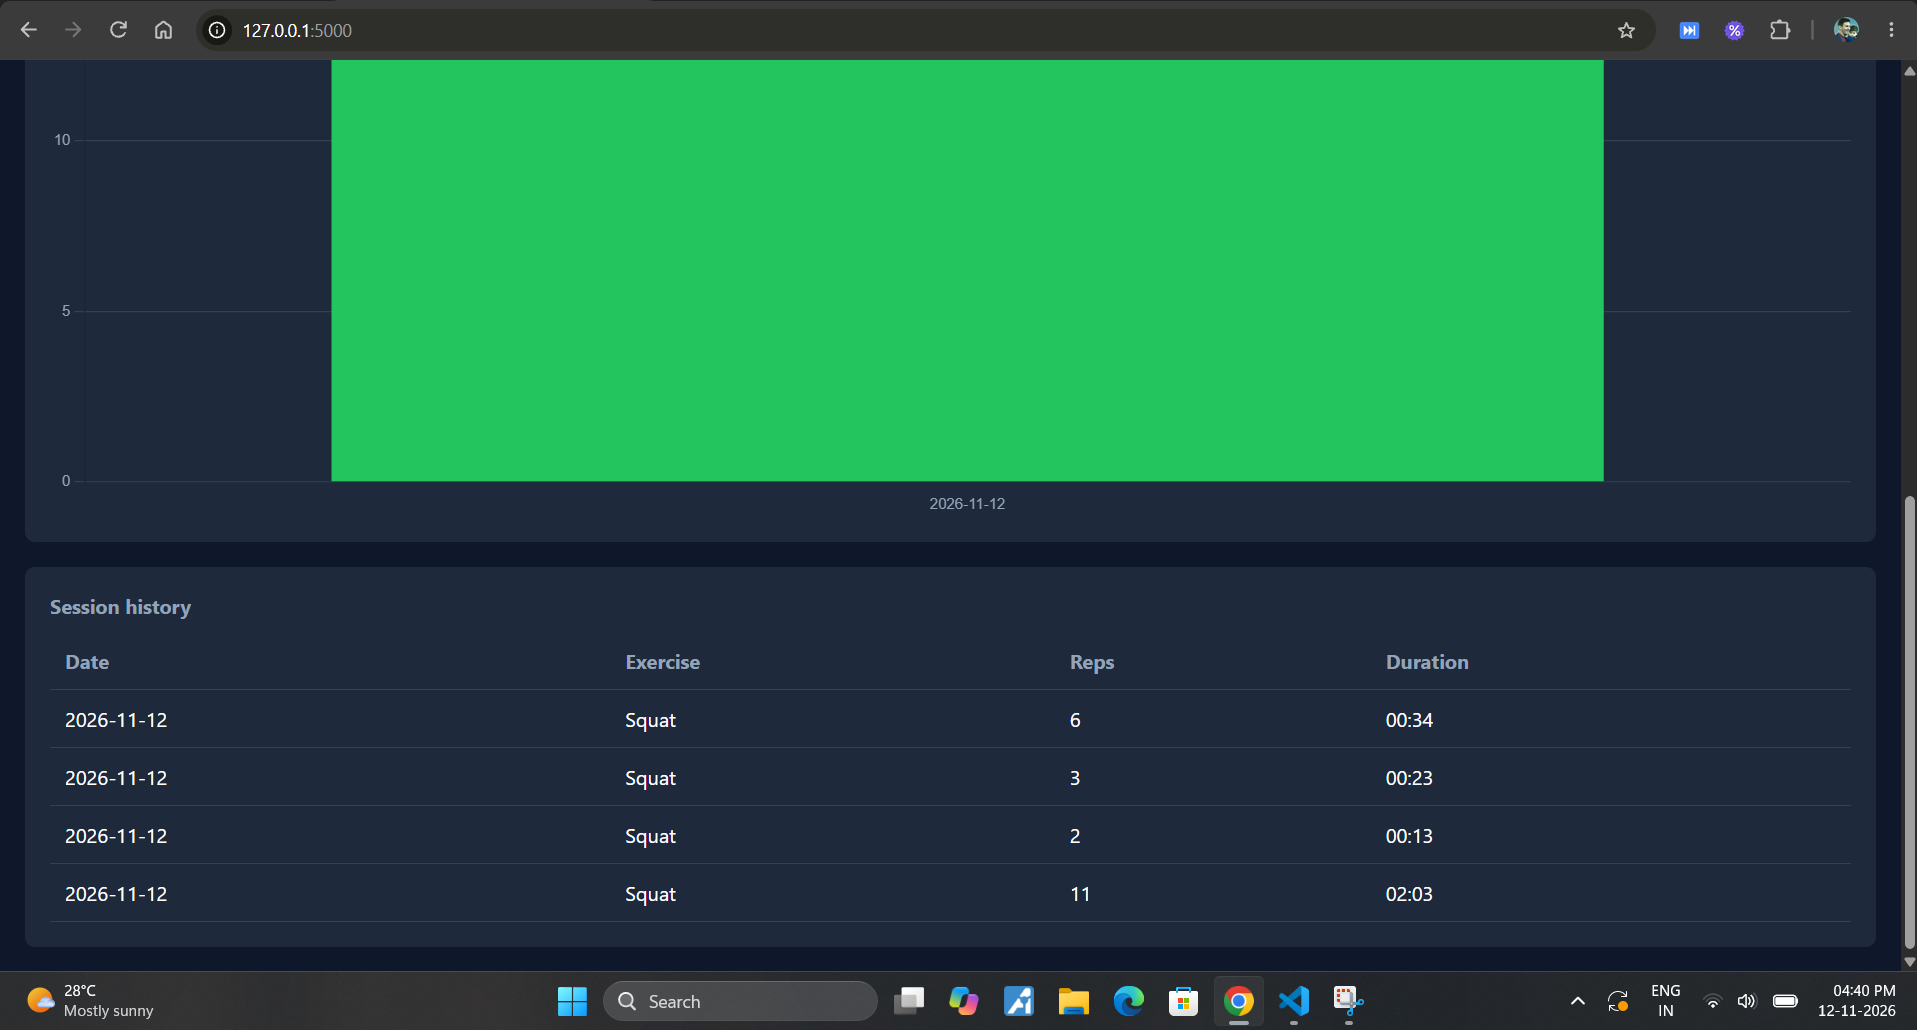 127.0.0.1:5000
10
5
0
2026-11-12
Session history
Date Exercise Reps Duration
2026-11-12 Squat 6 00:34
2026-11-12 Squat 3 00:23
2026-11-12 Squat 2 00:13
2026-11-12 Squat 11 02:03
28°C
Mostly sunny
Search
ENG
IN
04:40 PM
12-11-2026